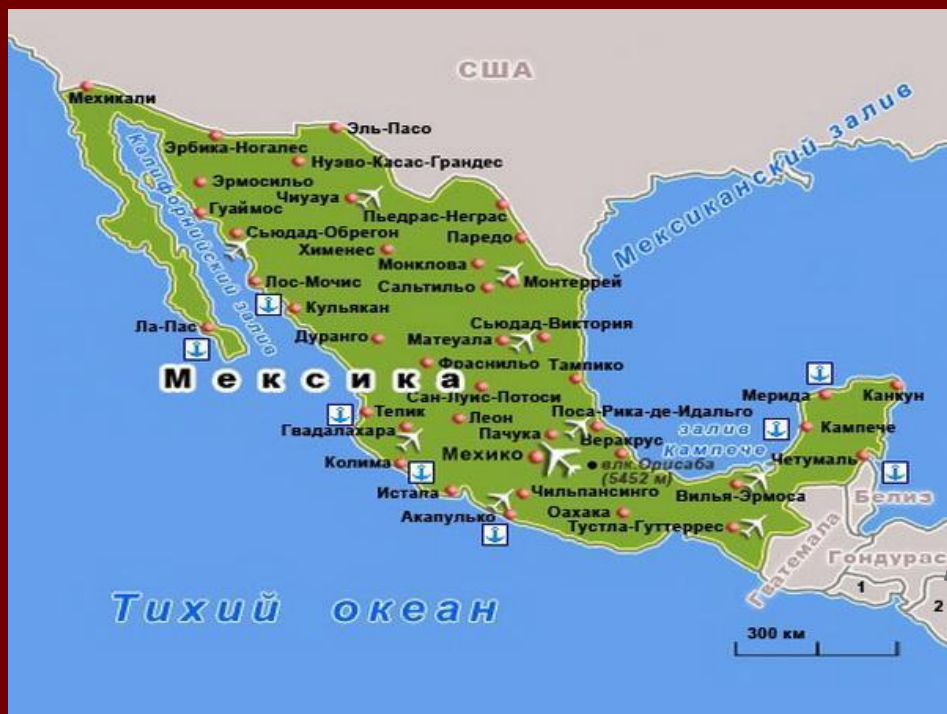 США
Мехикали
Эль-Пасо
Эрбика-Ногалес
Нуэво-Касас-Грандес
Мексиканский залив
Калифорнийский залив
Эрмосильо
Чиуауа
Гуаймос
Пьедрас-Неграс
Сьюдад-Обрегон
Паредо
Хименес
Монклова
Лос-Мочис
Сальтильо
Монтеррей
Кульякан
Ла-Пас
Сьюдад-Виктория
Дуранго
Матеуала
Фраснильо
Тампико
Мексика
Сан-Луис-Потоси
Мерида
Канкун
Тепик
Леон
Поса-Рика-де-Идальго
Гвадалахара
Пачука
Веракрус
залив
Кампече
Кампече
Мехико
Четумаль
Колима
влк.Орисаба
(5452 м)
Истапа
Чильпансинго
Вилья-Эрмоса
Белиз
Акапулько
Оахака
Тустла-Гуттеррес
Гватемала
Гондурас
1
2
Тихий океан
300 км